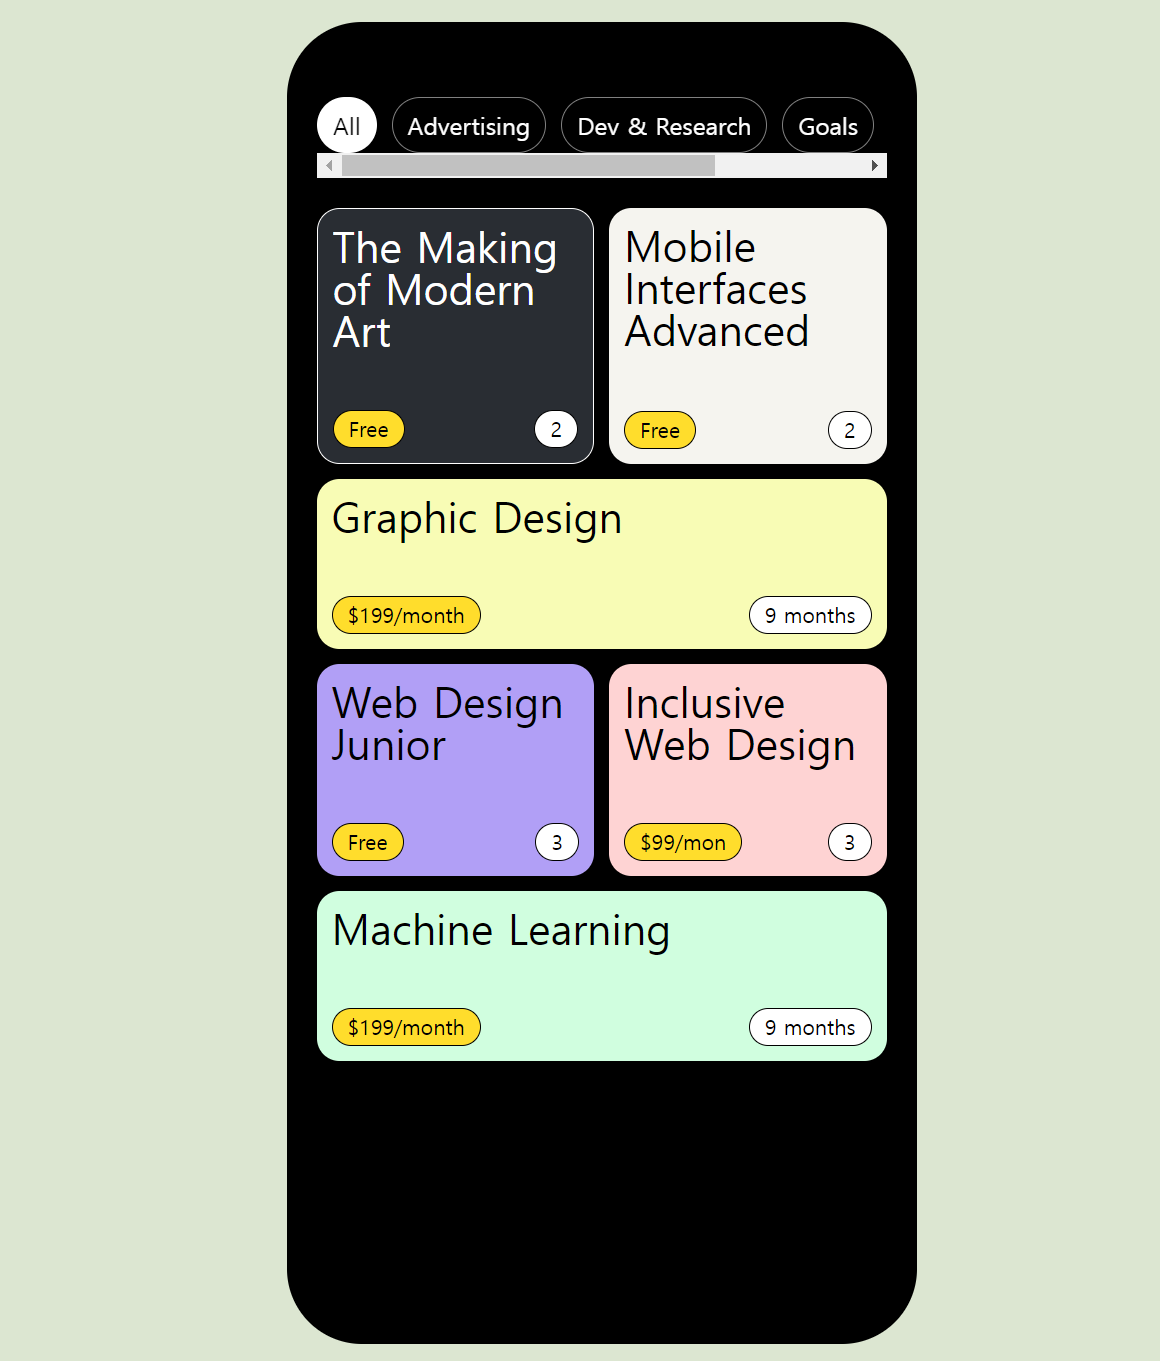 All Advertising Dev & Research Goals
The Making
of Modern
Art
Free 2
Mobile
Interfaces
Advanced
Free 2
Graphic Design
$199/month 9 months
Web Design
Junior
Free 3
Inclusive
Web Design
$99/mon 3
Machine Learning
$199/month 9 months